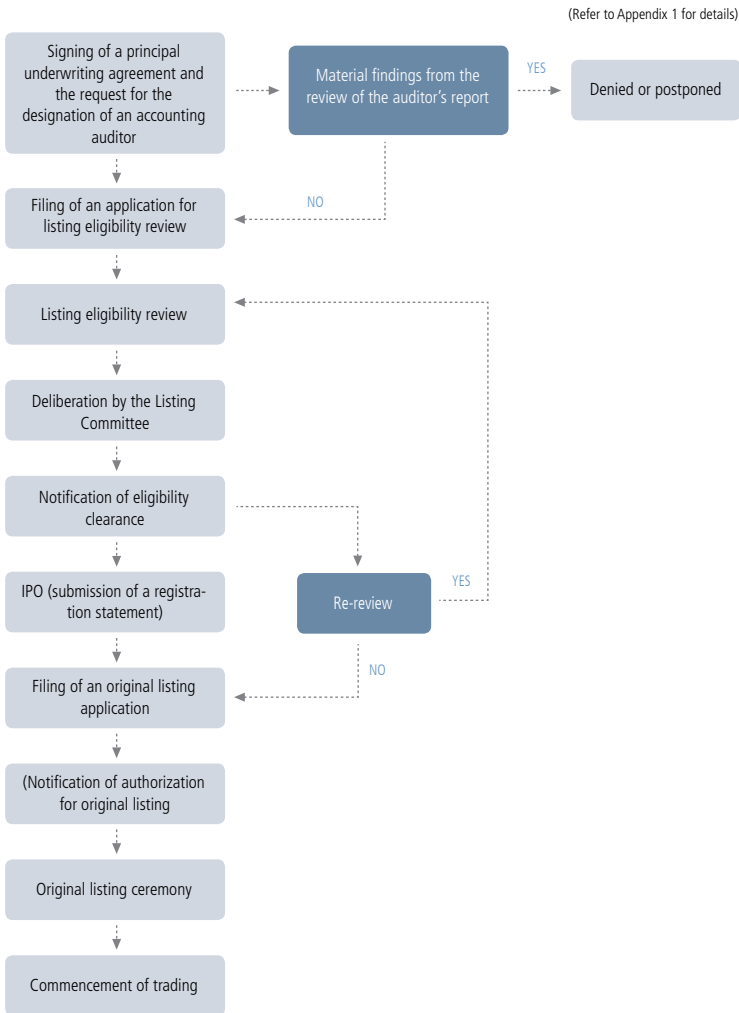 (Refer to Appendix 1 for details)
Signing of a principal
underwriting agreement and
the request for the
designation of an accounting
auditor
Material findings from the
review of the auditor's report
YES
Denied or postponed
NO
Filing of an application for
listing eligibility review
Listing eligibility review
Deliberation by the Listing
Committee
Notification of eligibility
clearance
IPO (submission of a registra-
tion statement)
Re-review
YES
NO
Filing of an original listing
application
(Notification of authorization
for original listing
Original listing ceremony
Commencement of trading